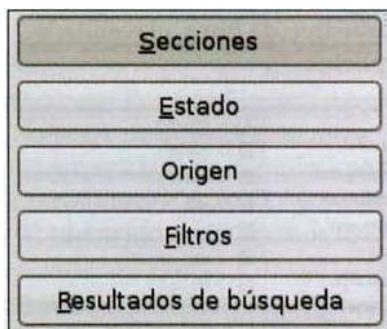 Secciones
Estado
Origen
Filtros
Resultados de búsqueda